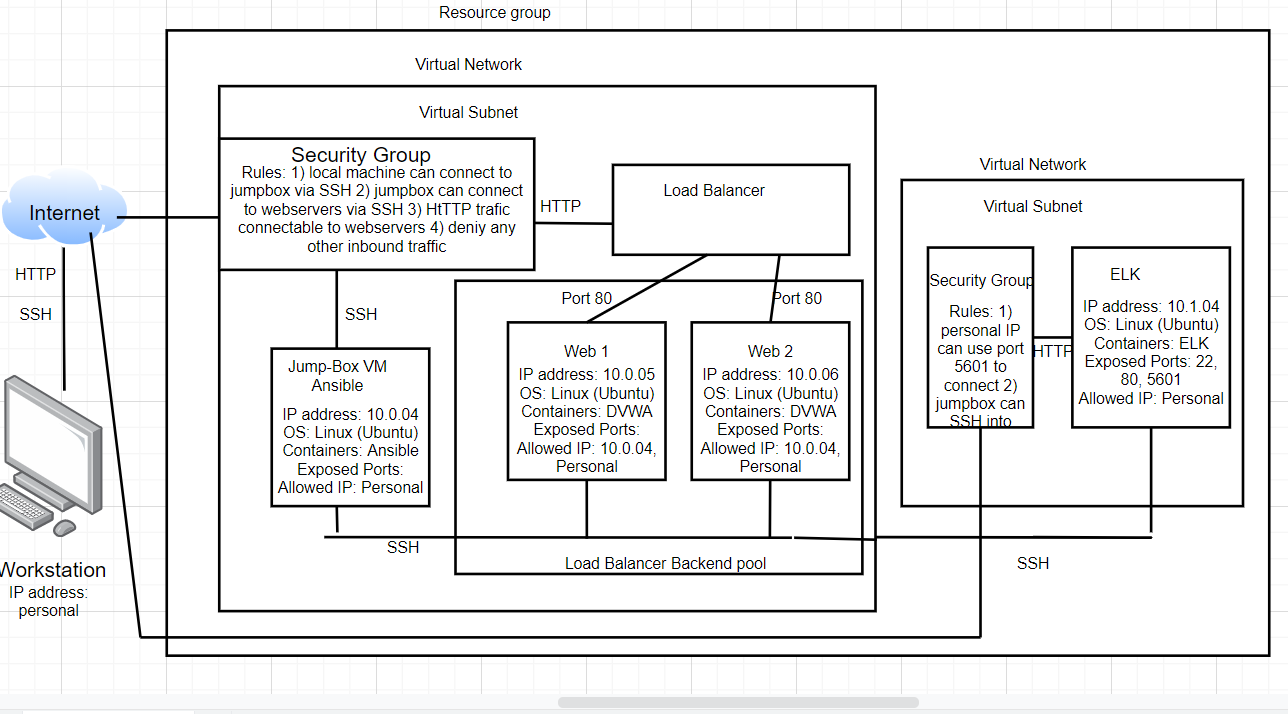 Resource group
Virtual Network
Virtual Subnet
Security Group
Rules: 1) local machine can connect to
jumpbox via SSH 2) jumpbox can connect
to webservers via SSH 3) HtTTP trafic
connectable to webservers 4) deniy any
other inbound traffic
HTTP
Load Balancer
Internet
HTTP
SSH
SSH
Port 80
Port 80
Jump-Box VM
Ansible
IP address: 10.0.04
OS: Linux (Ubuntu)
Containers: Ansible
Exposed Ports:
Allowed IP: Personal
Web 1
IP address: 10.0.05
OS: Linux (Ubuntu)
Containers: DVWA
Exposed Ports:
Allowed IP: 10.0.04,
Personal
Web 2
IP address: 10.0.06
OS: Linux (Ubuntu)
Containers: DVWA
Exposed Ports:
Allowed IP: 10.0.04,
Personal
SSH
Load Balancer Backend pool
Workstation
IP address:
personal
Virtual Network
Virtual Subnet
Security Group
Rules: 1)
personal IP
can use port
5601 to
connect 2)
jumpbox can
SSH into
HTTP
ELK
IP address: 10.1.04
OS: Linux (Ubuntu)
Containers: ELK
Exposed Ports: 22,
80, 5601
Allowed IP: Personal
SSH